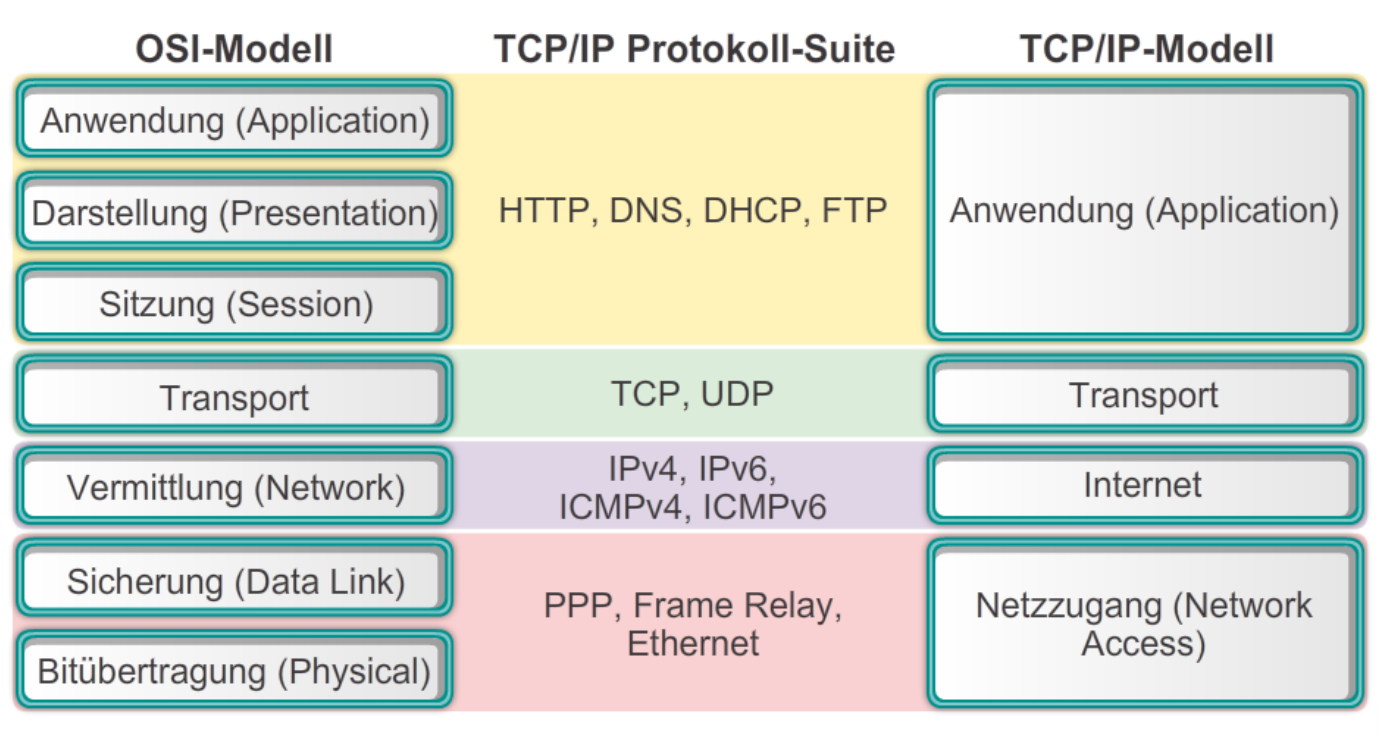 OSI-Modell
TCP/IP Protokoll-Suite
TCP/IP-Modell
Anwendung (Application)
Darstellung (Presentation)
Sitzung (Session)
HTTP, DNS, DHCP, FTP
Anwendung (Application)
Transport
TCP, UDP
Transport
Vermittlung (Network)
IPv4, IPv6,
ICMPv4, ICMPv6
Internet
Sicherung (Data Link)
Bitübertragung (Physical)
PPP, Frame Relay,
Ethernet
Netzzugang (Network
Access)